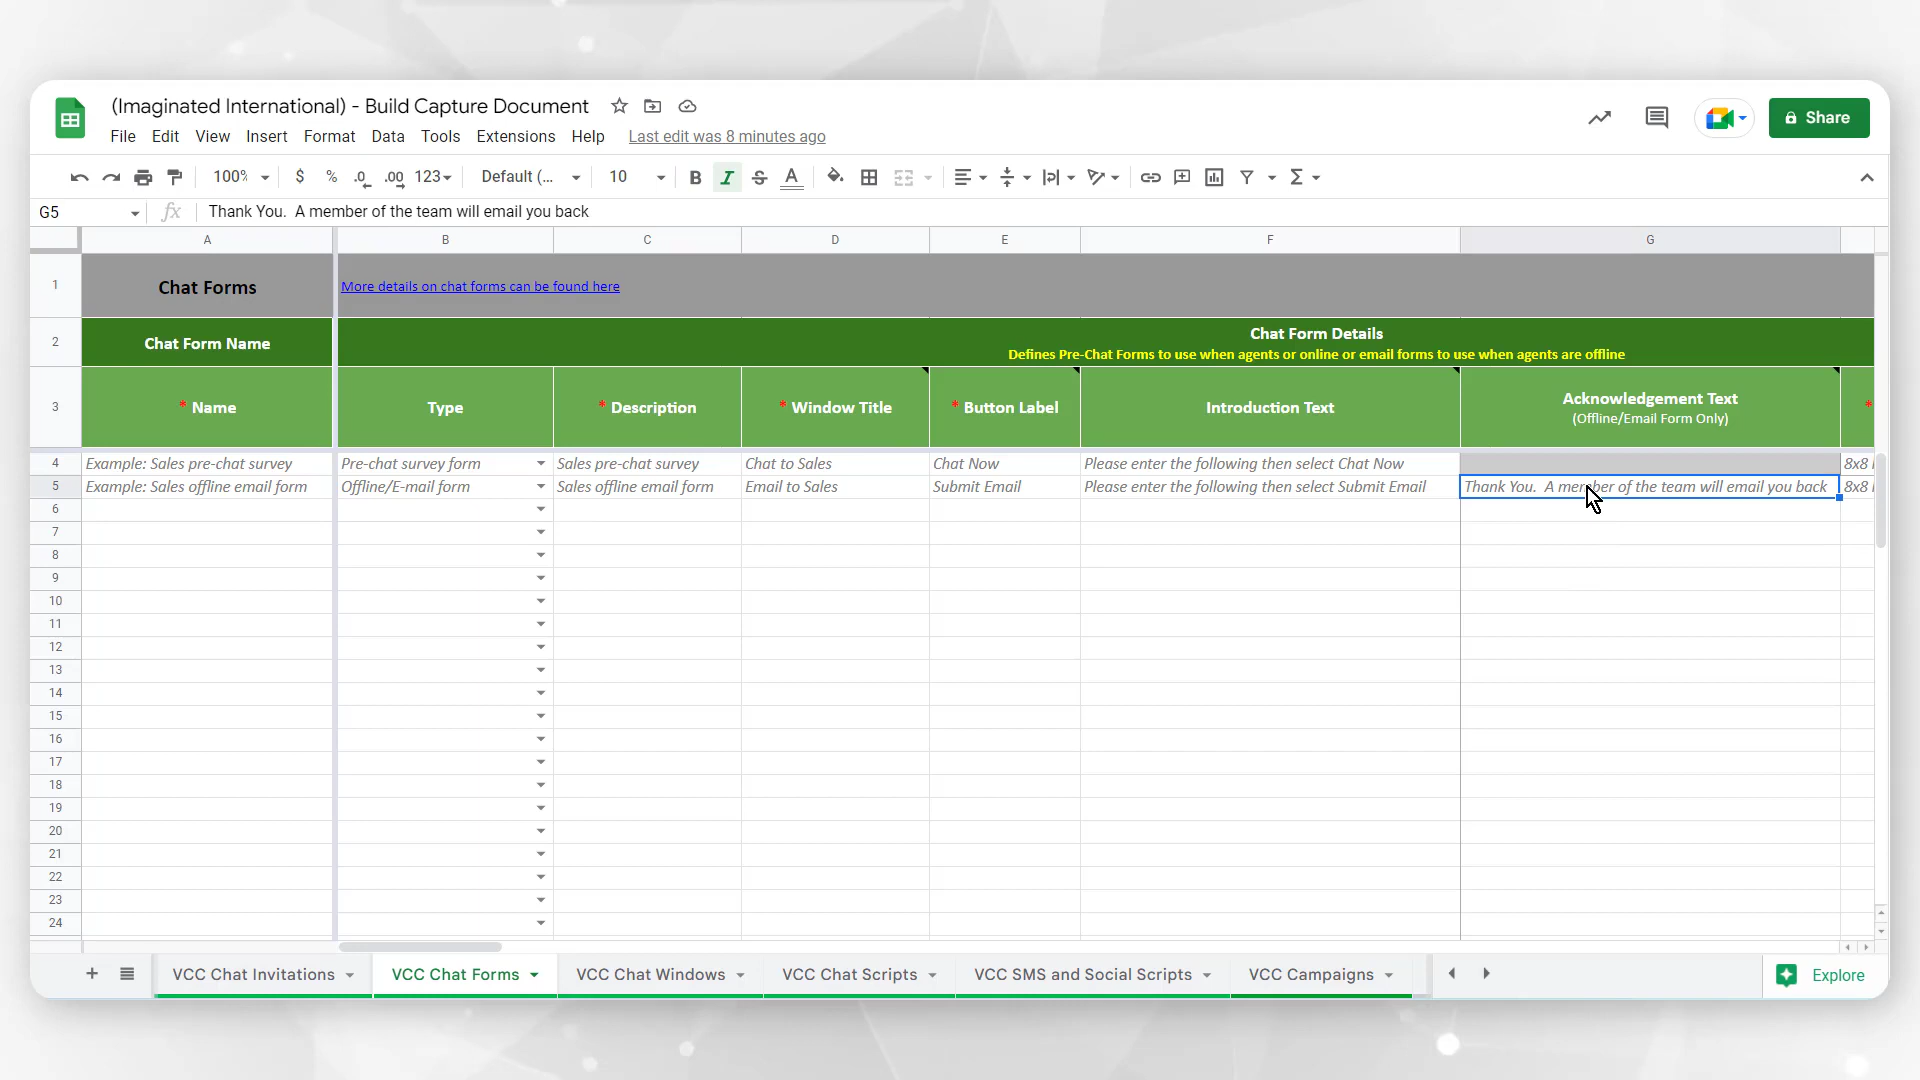 (Imaginated International) - Build Capture Document
File Edit View Insert Format Data Tools Extensions Help Last edit was 8 minutes ago
Share
100% $ % .0 .00 123 Default (... 10 B I S A
G5 fx Thank You.  A member of the team will email you back
A B C D E F G
1 Chat Forms More details on chat forms can be found here
2 Chat Form Name Chat Form Details
Defines Pre-Chat Forms to use when agents or online or email forms to use when agents are offline
3 * Name Type * Description * Window Title * Button Label Introduction Text Acknowledgement Text *
(Offline/Email Form Only)
4 Example: Sales pre-chat survey Pre-chat survey form Sales pre-chat survey Chat to Sales Chat Now Please enter the following then select Chat Now 8x8
5 Example: Sales offline email form Offline/E-mail form Sales offline email form Email to Sales Submit Email Please enter the following then select Submit Email Thank You.  A member of the team will email you back 8x8
6
7
8
9
10
11
12
13
14
15
16
17
18
19
20
21
22
23
24
+ VCC Chat Invitations VCC Chat Forms VCC Chat Windows VCC Chat Scripts VCC SMS and Social Scripts VCC Campaigns Explore